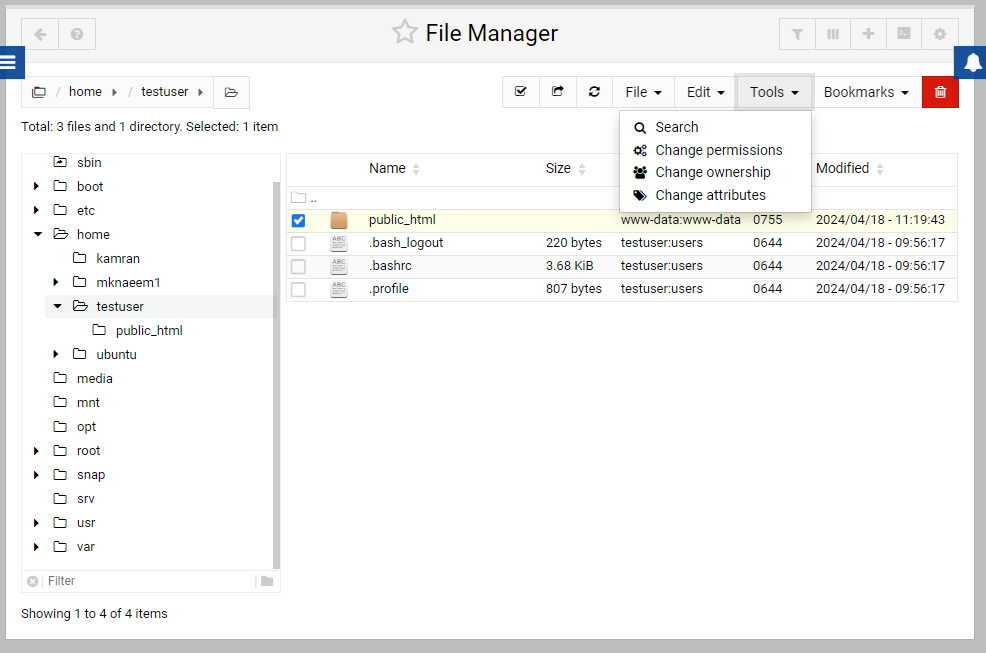 File Manager
/ home / testuser
File Edit Tools Bookmarks
Total: 3 files and 1 directory. Selected: 1 item
Search
Change permissions
Change ownership
Change attributes
sbin
boot
etc
home
kamran
mknaeem1
testuser
public_html
ubuntu
media
mnt
opt
root
snap
srv
usr
var
Filter
Name Size Modified
..
public_html www-data:www-data 0755 2024/04/18 - 11:19:43
ABC .bash_logout 220 bytes testuser:users 0644 2024/04/18 - 09:56:17
ABC .bashrc 3.68 KiB testuser:users 0644 2024/04/18 - 09:56:17
ABC .profile 807 bytes testuser:users 0644 2024/04/18 - 09:56:17
Showing 1 to 4 of 4 items